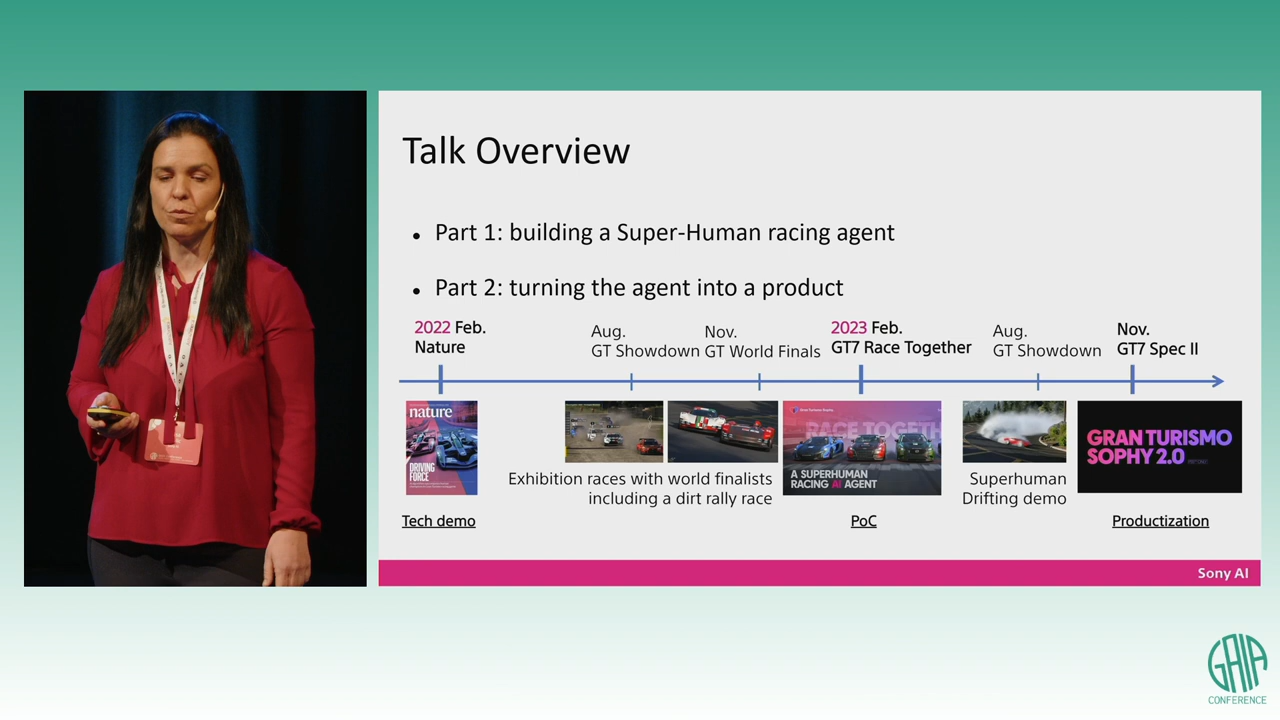 Talk Overview
• Part 1: building a Super-Human racing agent
• Part 2: turning the agent into a product
2022 Feb.
Nature
Aug.
GT Showdown
Nov.
GT World Finals
2023 Feb.
GT7 Race Together
Aug.
GT Showdown
Nov.
GT7 Spec II
nature
DRIVING
FORCE
RACE TOGETH
A SUPERHUMAN
RACING AI AGENT
GRAN TURISMO
SOPHY 2.0
Exhibition races with world finalists
including a dirt rally race
Superhuman
Drifting demo
Tech demo
PoC
Productization
Sony AI
GAIA
CONFERENCE